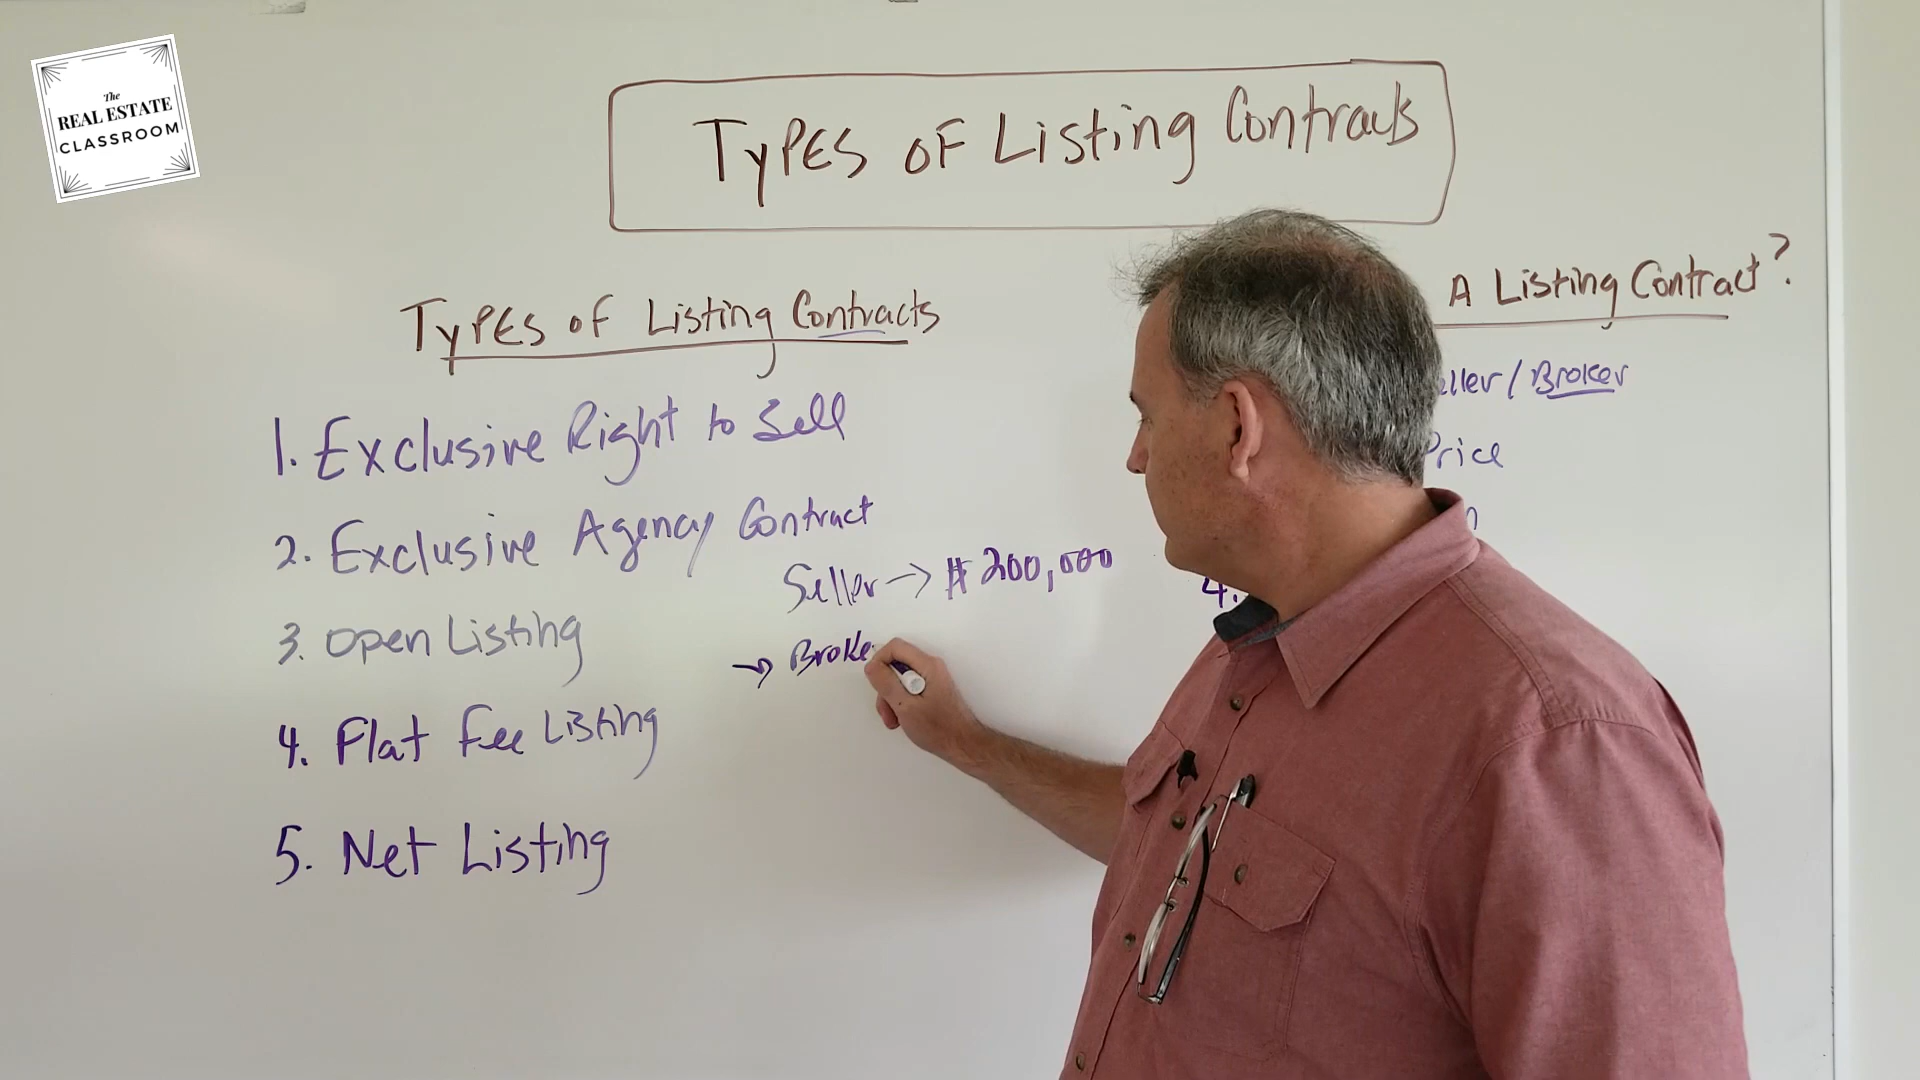 The
REAL ESTATE
CLASSROOM
TyPES OF Listing Contracts
TyPES of Listing Contracts
1. Exclusive Right to Sell
2. Exclusive Agency Contract
Seller → $200,000
→ Broke
3. Open Listing
4. Flat Fee Listing
5. Net Listing
A Listing Contract?
eller / Broker
Price
4.